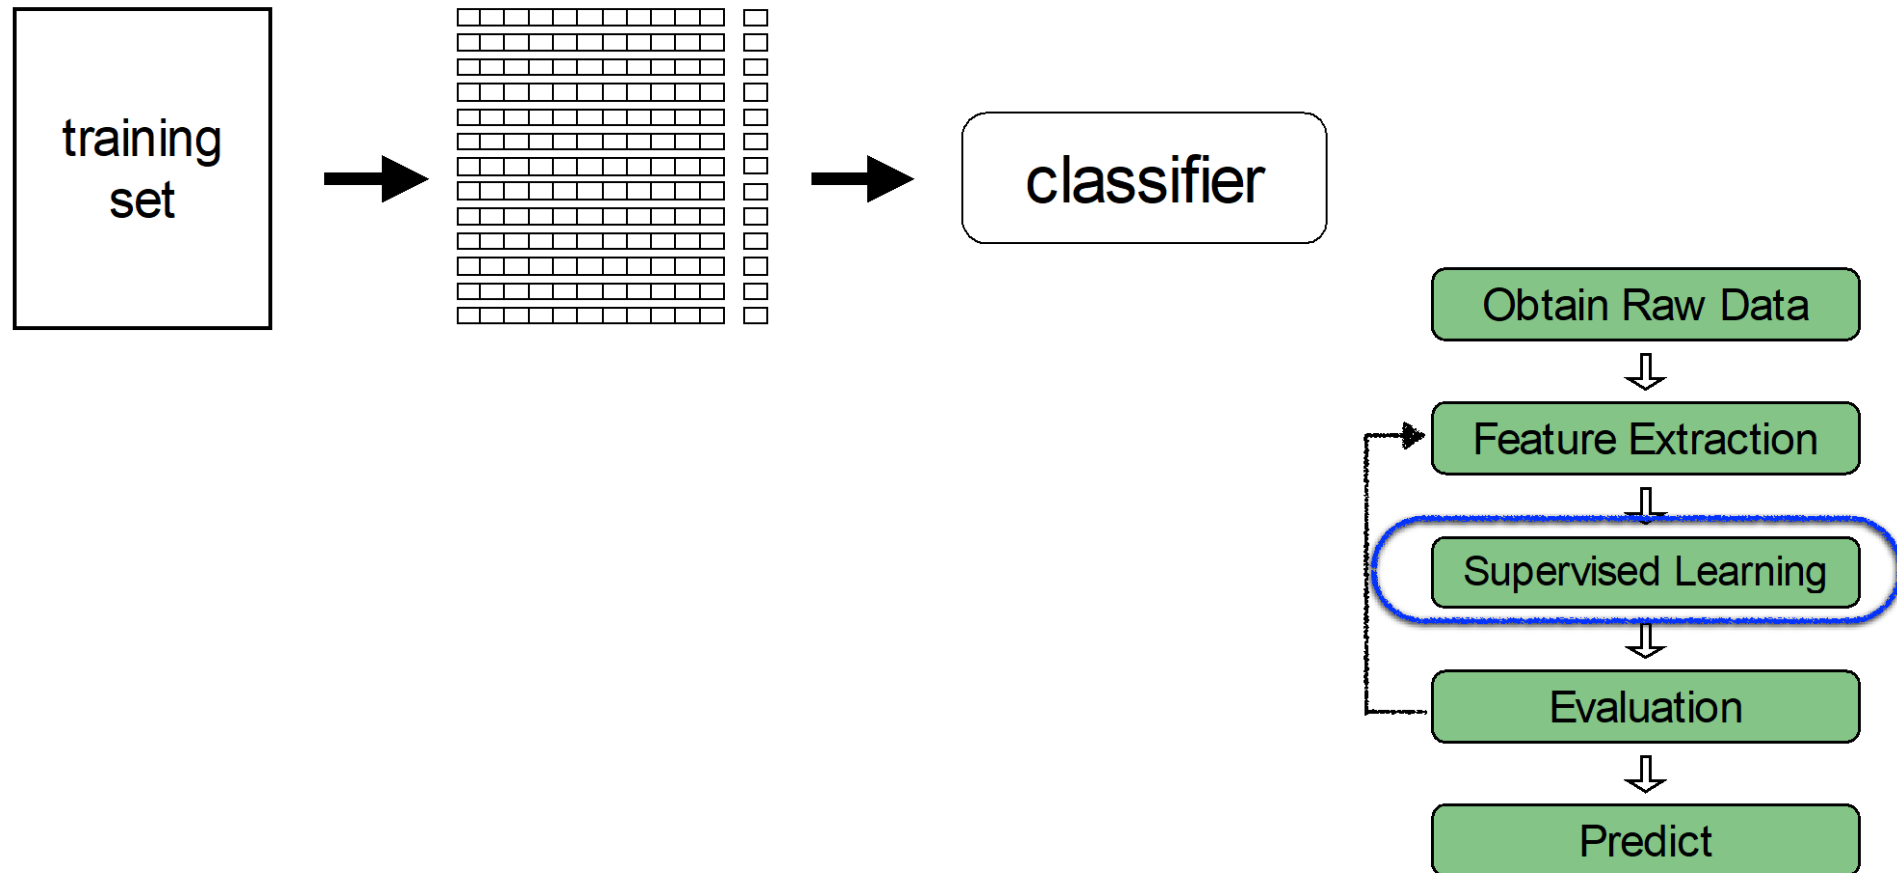 training
set
classifier
Obtain Raw Data
Feature Extraction
Supervised Learning
Evaluation
Predict